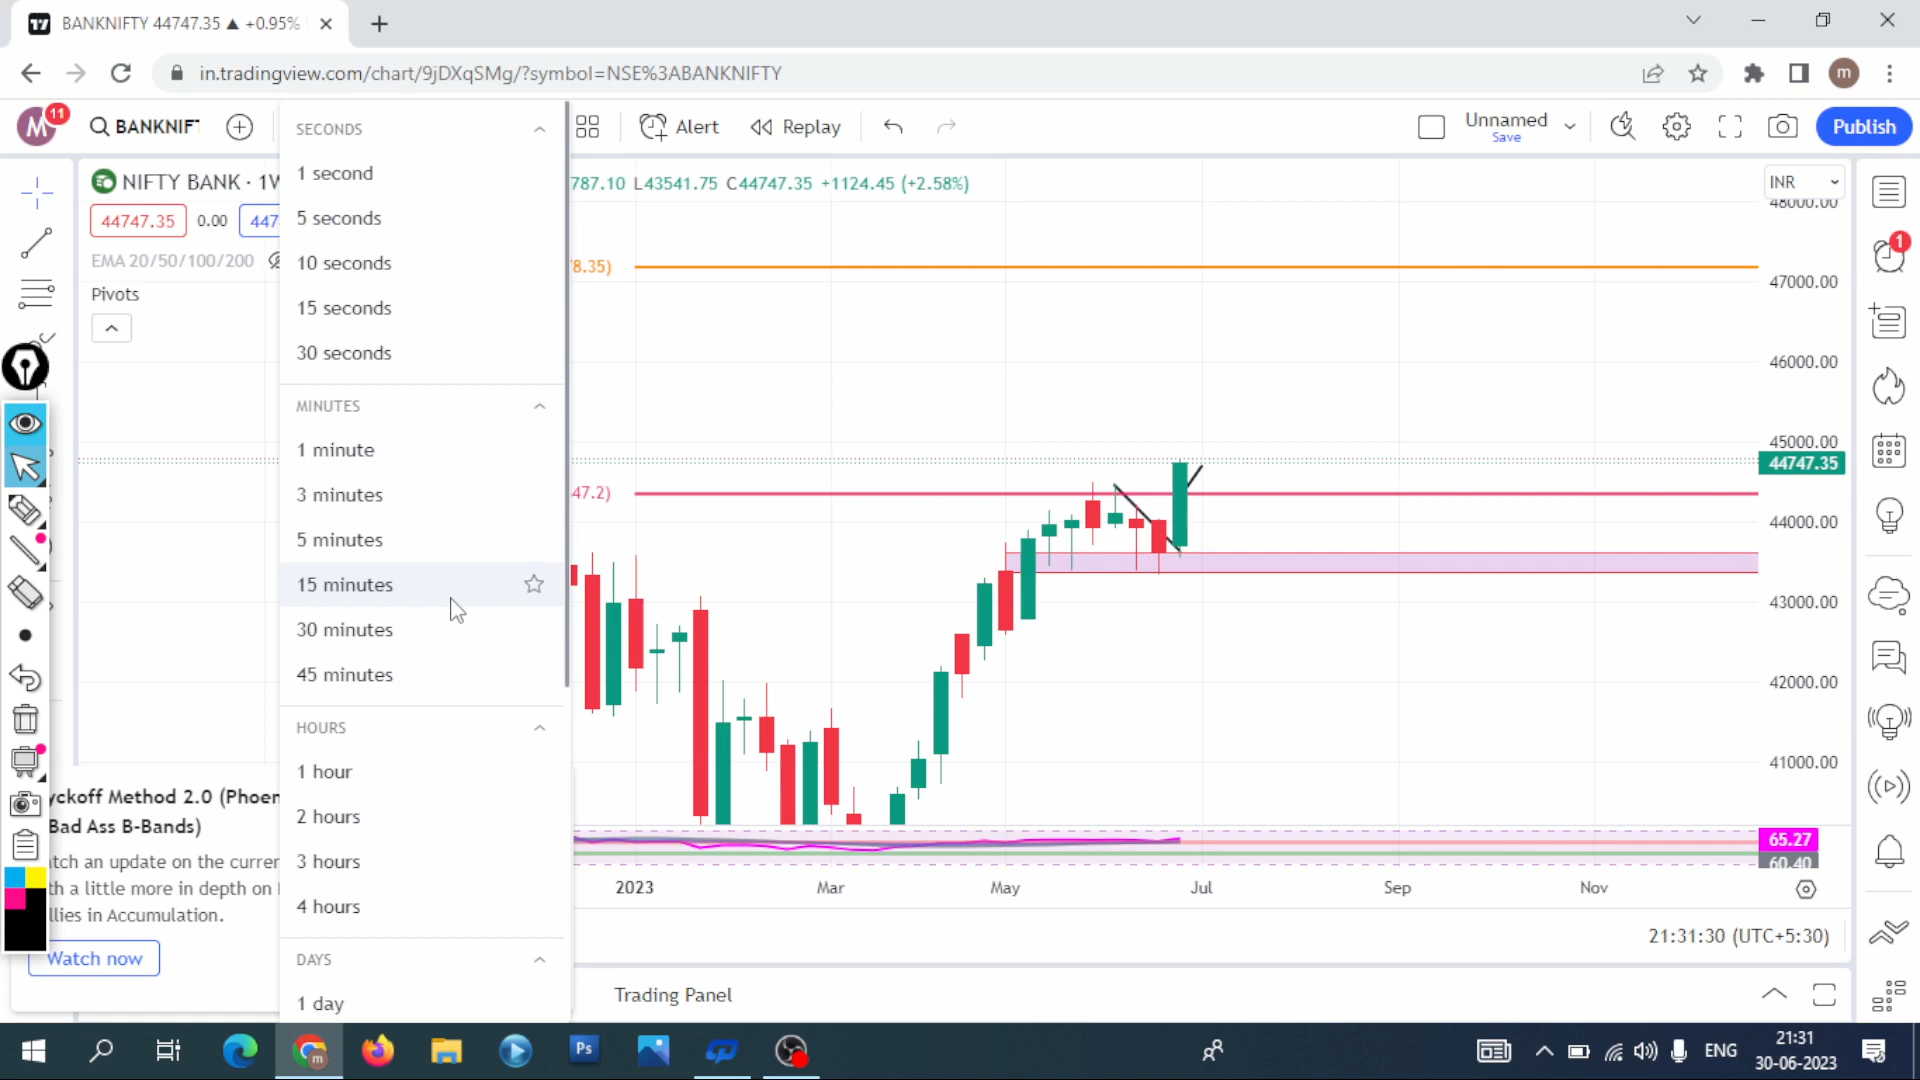 BANKNIFTY 44747.35 ▲ +0.95%
in.tradingview.com/chart/9jDXqSMg/?symbol=NSE%3ABANKNIFTY
m
M
11
BANKNIFT
Alert
Replay
Unnamed
Save
Publish
NIFTY BANK · 1W
787.10 L43541.75 C44747.35 +1124.45 (+2.58%)
INR
44747.35
0.00
447
EMA 20/50/100/200
Pivots
SECONDS
1 second
5 seconds
10 seconds
15 seconds
30 seconds
MINUTES
1 minute
3 minutes
5 minutes
15 minutes
30 minutes
45 minutes
HOURS
1 hour
2 hours
3 hours
4 hours
DAYS
1 day
8.35)
47.2)
48000.00
47000.00
46000.00
45000.00
44747.35
44000.00
43000.00
42000.00
41000.00
65.27
60.40
1
2023
Mar
May
Jul
Sep
Nov
yckoff Method 2.0 (Phoen
Bad Ass B-Bands)
atch an update on the currer
th a little more in depth on
llies in Accumulation.
Watch now
21:31:30 (UTC+5:30)
Trading Panel
Ps
m
ENG
21:31
30-06-2023